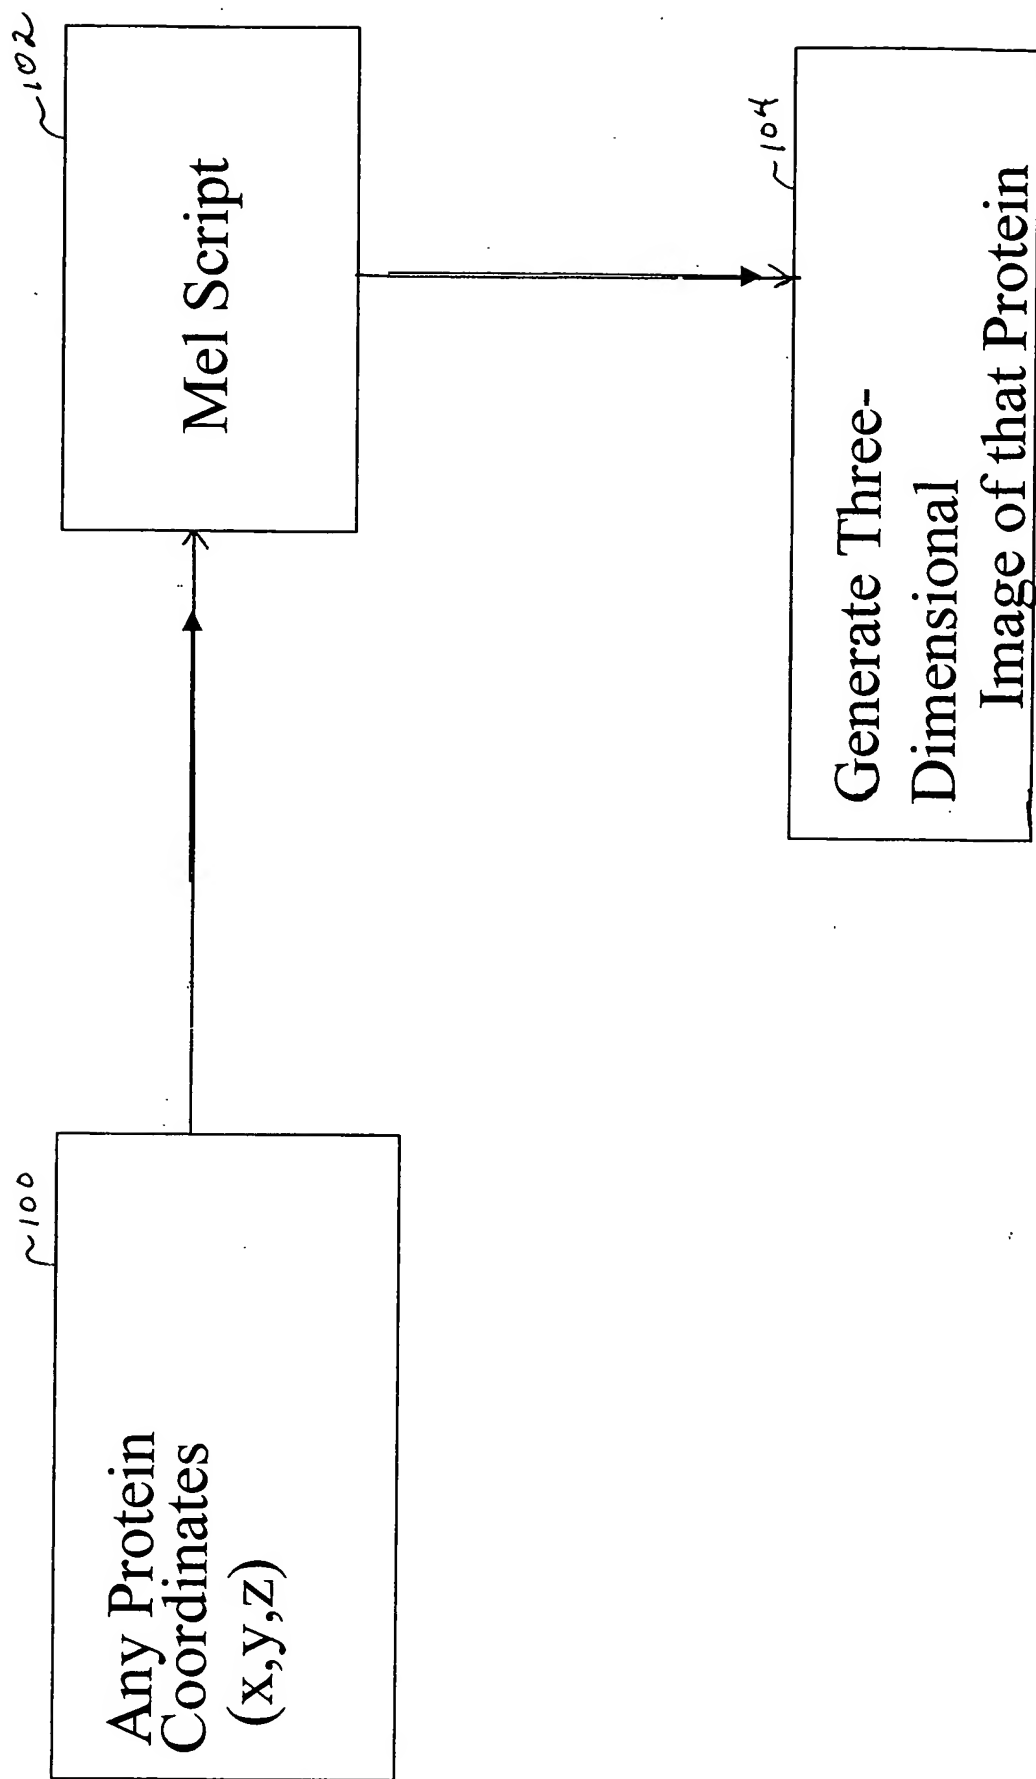 ~100
Any Protein
Coordinates
(x,y,z)
~102
Mel Script
~104
Generate Three-
Dimensional
Image of that Protein